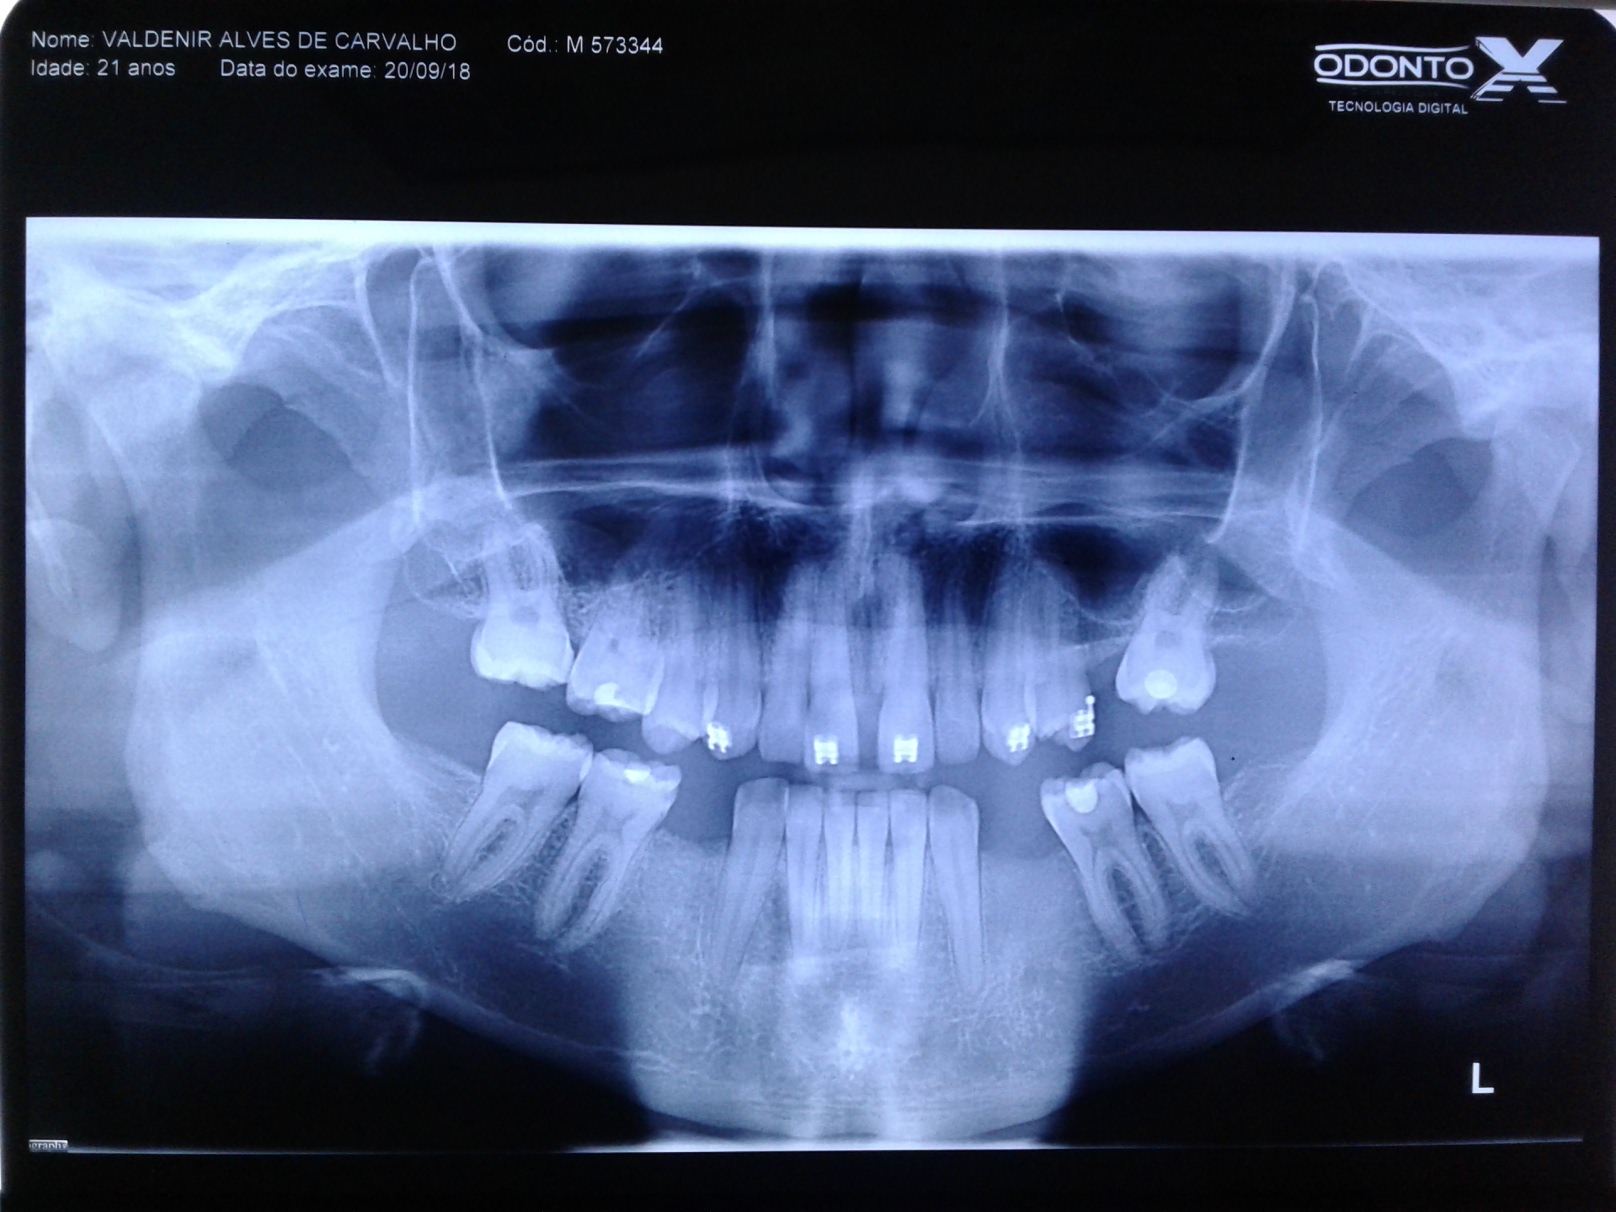 Nome: VALDENIR ALVES DE CARVALHO Cód.: M 573344
Idade: 21 anos Data do exame: 20/09/18
ODONTO X
TECNOLOGIA DIGITAL
L